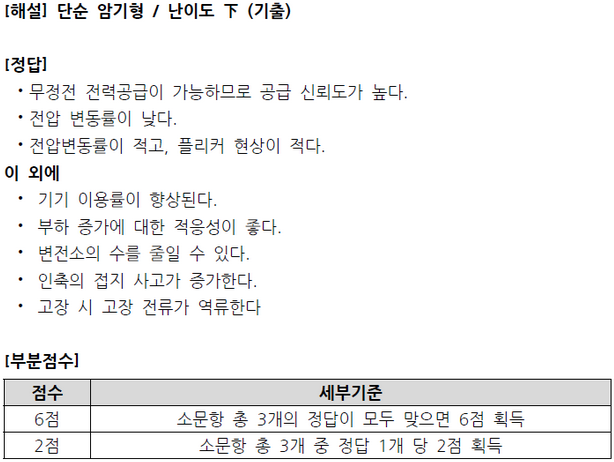 [해설] 단순 암기형 / 난이도 下 (기출)
[정답]
• 무정전 전력공급이 가능하므로 공급 신뢰도가 높다.
• 전압 변동률이 낮다.
• 전압변동률이 적고, 플리커 현상이 적다.
이 외에
• 기기 이용률이 향상된다.
• 부하 증가에 대한 적응성이 좋다.
• 변전소의 수를 줄일 수 있다.
• 인축의 접지 사고가 증가한다.
• 고장 시 고장 전류가 역류한다
[부분점수]
점수 세부기준
6점 소문항 총 3개의 정답이 모두 맞으면 6점 획득
2점 소문항 총 3개 중 정답 1개 당 2점 획득